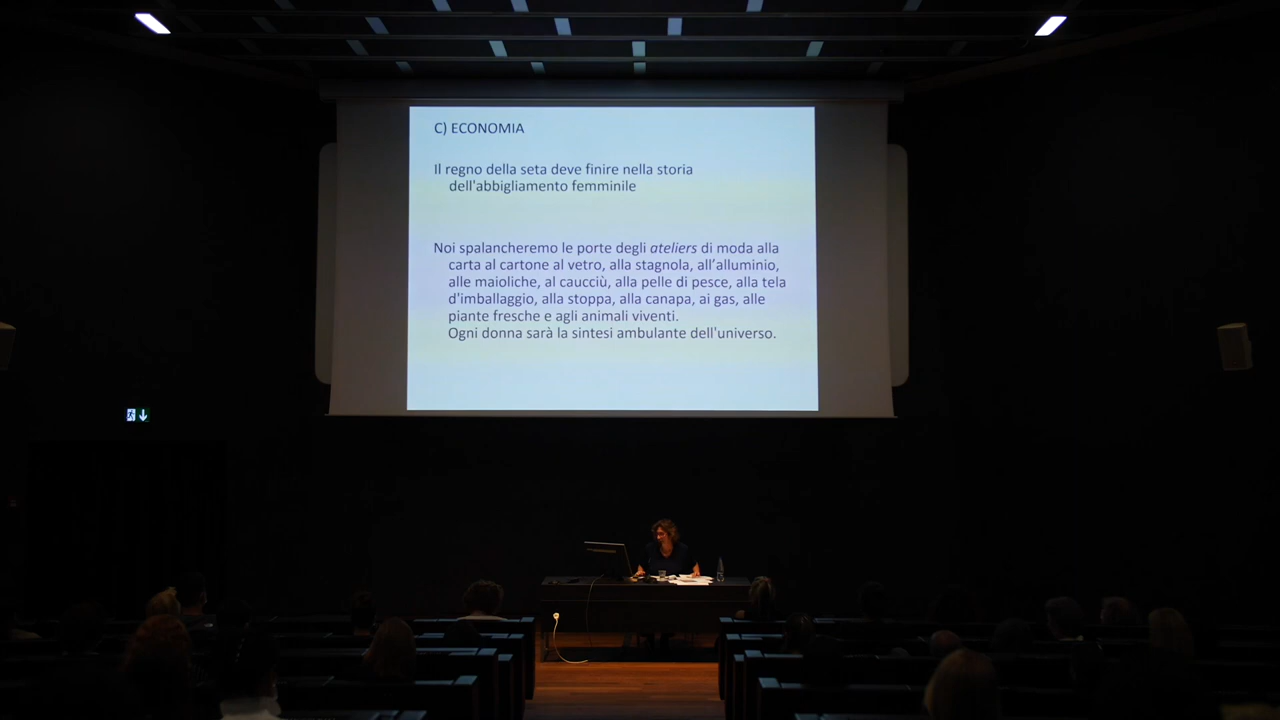 C) ECONOMIA
Il regno della seta deve finire nella storia
dell'abbigliamento femminile
Noi spalancheremo le porte degli ateliers di moda alla
carta al cartone al vetro, alla stagnola, all’alluminio,
alle maioliche, al caucciù, alla pelle di pesce, alla tela
d'imballaggio, alla stoppa, alla canapa, ai gas, alle
piante fresche e agli animali viventi.
Ogni donna sarà la sintesi ambulante dell'universo.